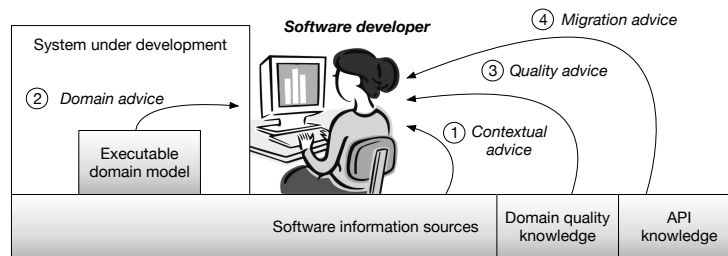 Software developer
④ Migration advice
System under development
③ Quality advice
② Domain advice
① Contextual
advice
Executable
domain model
Software information sources
Domain quality
knowledge
API
knowledge